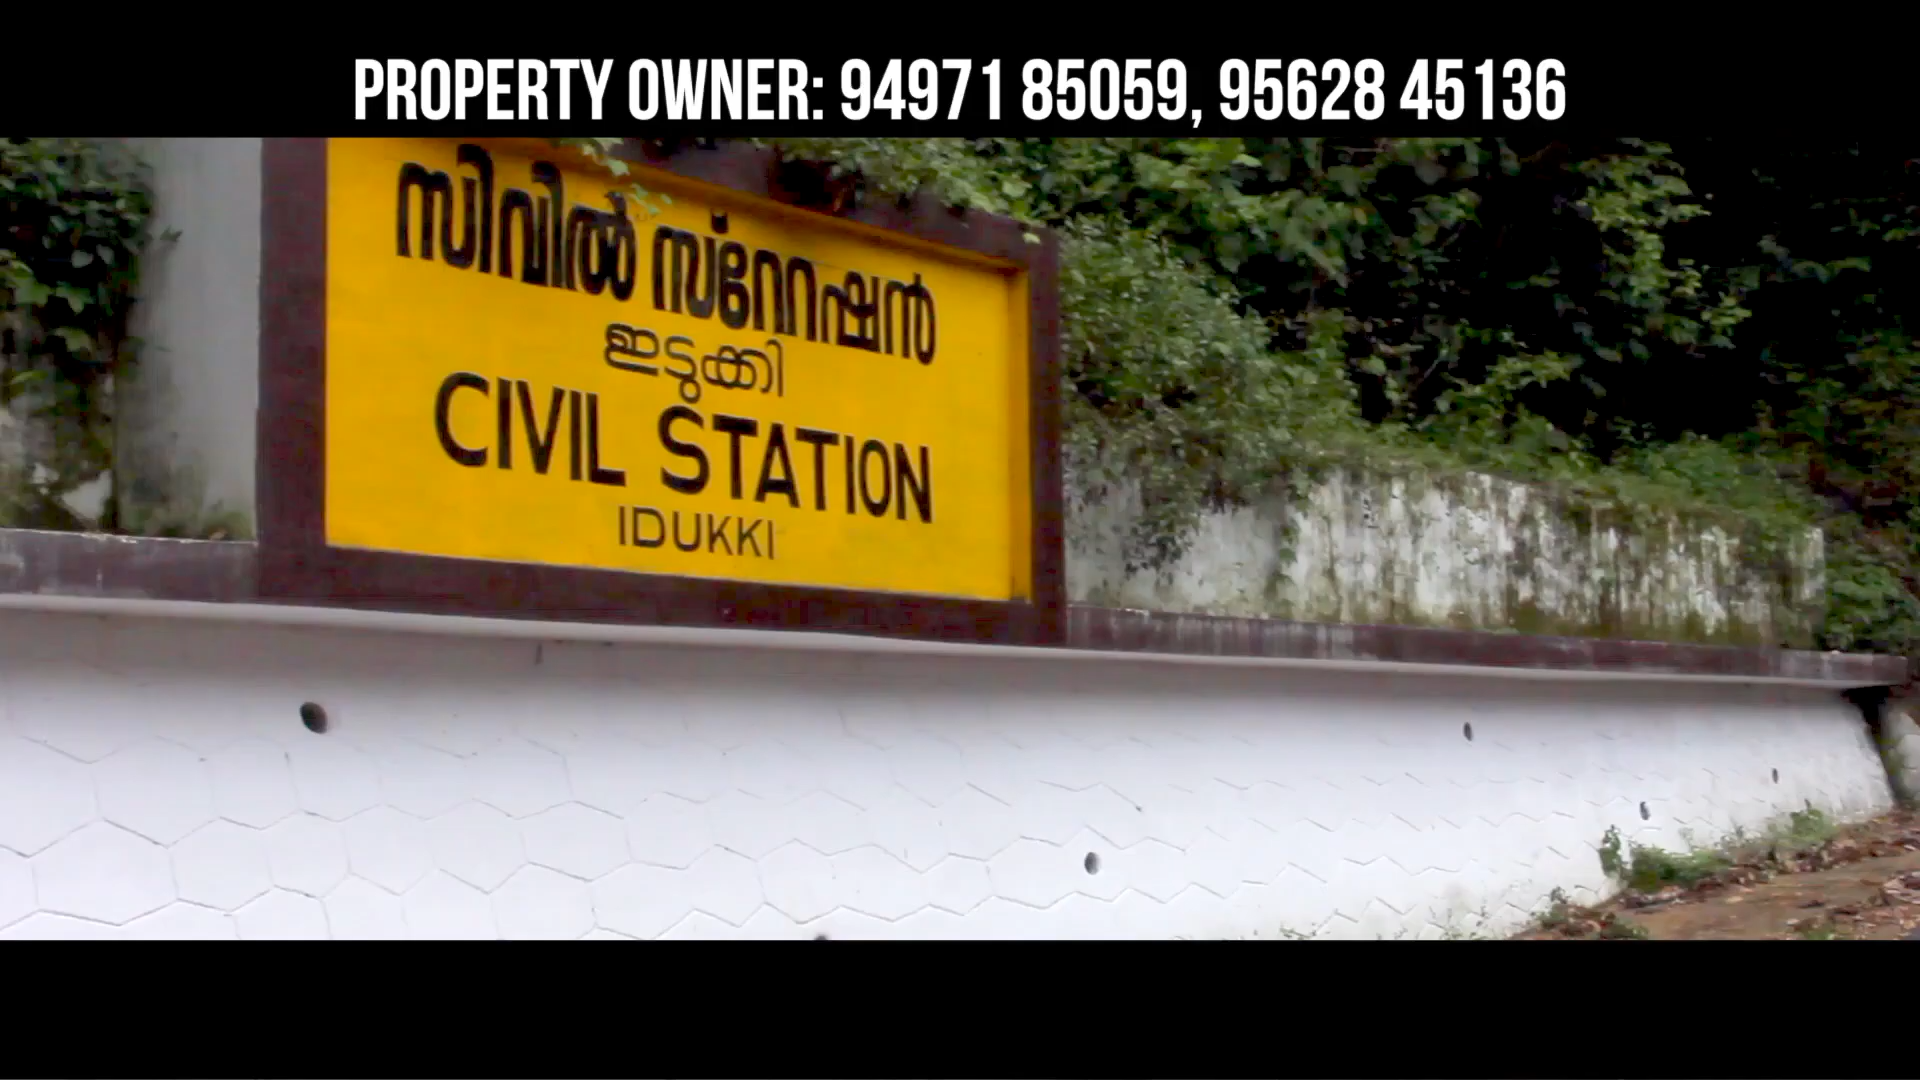 PROPERTY OWNER: 94971 85059, 95628 45136
സിവിൽ സ്റ്റേഷൻ
ഇടുക്കി
CIVIL STATION
IDUKKI